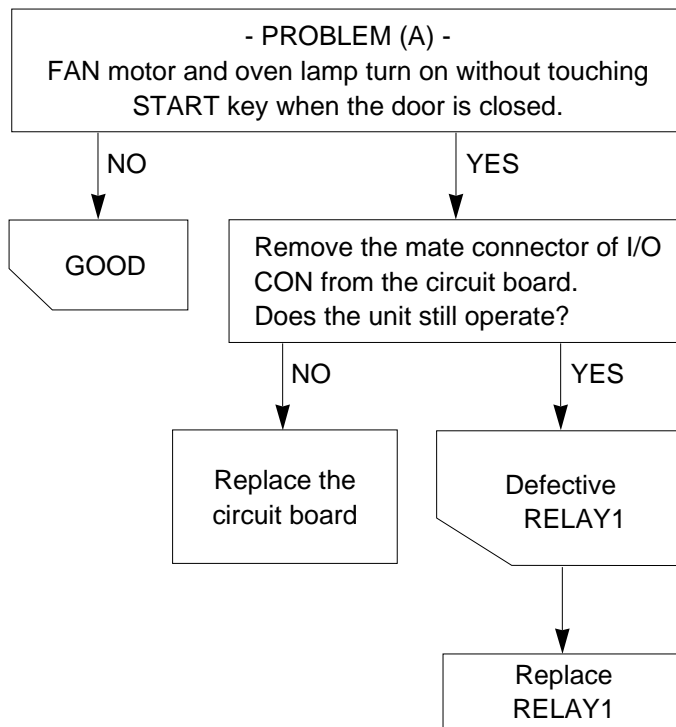 - PROBLEM (A) -
FAN motor and oven lamp turn on without touching
START key when the door is closed.
NO
YES
GOOD
Remove the mate connector of I/O
CON from the circuit board.
Does the unit still operate?
NO
YES
Replace the
circuit board
Defective
RELAY1
Replace
RELAY1